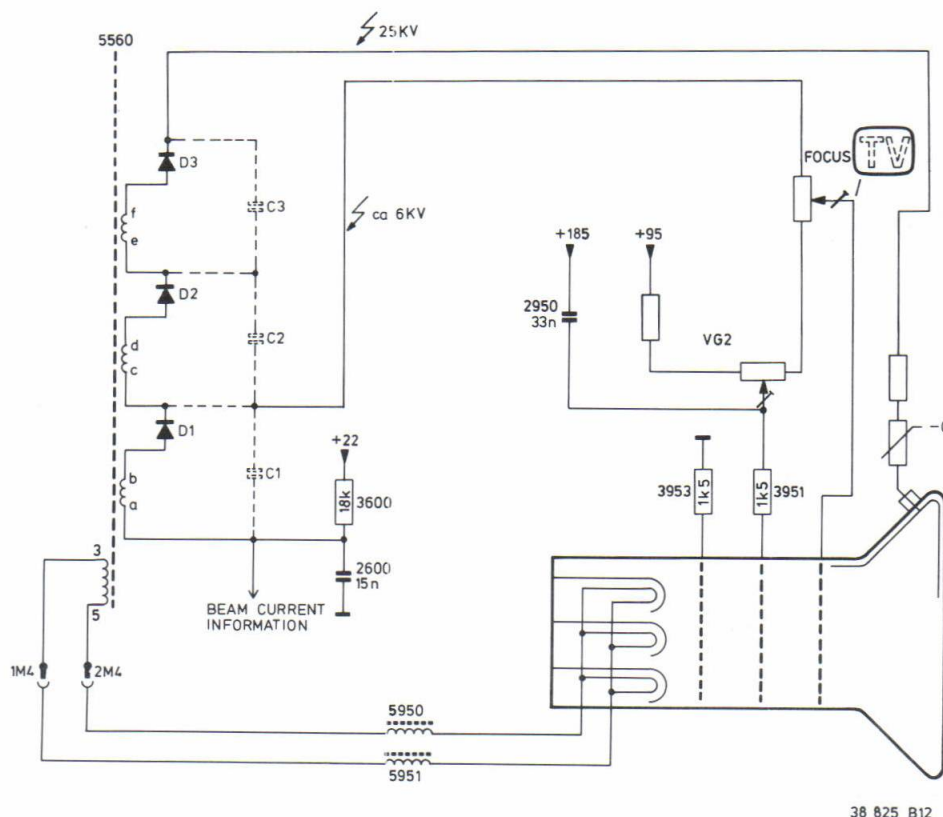 5560
25KV
D3
FOCUS
TV
C3
ca 6KV
f
e
+185
+95
D2
2950
33n
C2
VG2
d
c
D1
+22
C1
3953
1k5
1k5
3951
b
a
18k
3600
3
2600
15n
5
BEAM CURRENT
INFORMATION
1M4
2M4
5950
5951
38 825 B12